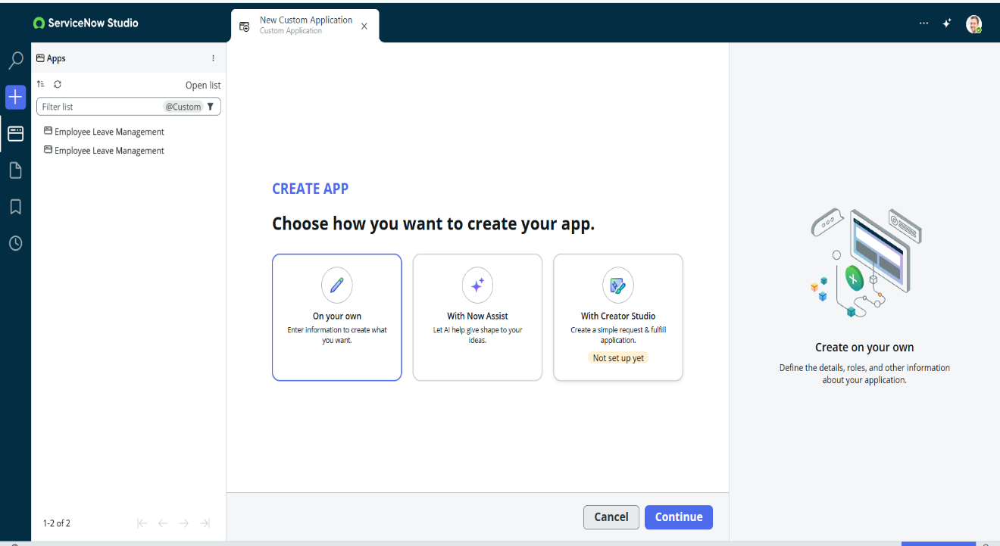 ServiceNow Studio
New Custom Application
Custom Application
Apps
Open list
Filter list
@Custom
Employee Leave Management
Employee Leave Management
1-2 of 2
CREATE APP
Choose how you want to create your app.
On your own
Enter information to create what
you want.
With Now Assist
Let AI help give shape to your
ideas.
With Creator Studio
Create a simple request & fulfill
application.
Not set up yet
Cancel
Continue
Create on your own
Define the details, roles, and other information
about your application.